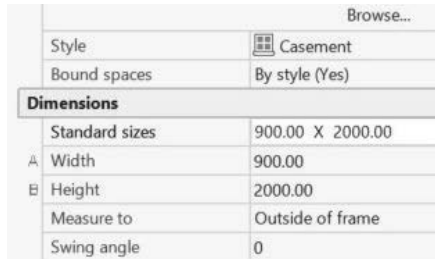 Browse...
Style Casement
Bound spaces By style (Yes)
Dimensions
Standard sizes 900.00 X 2000.00
A Width 900.00
B Height 2000.00
Measure to Outside of frame
Swing angle 0